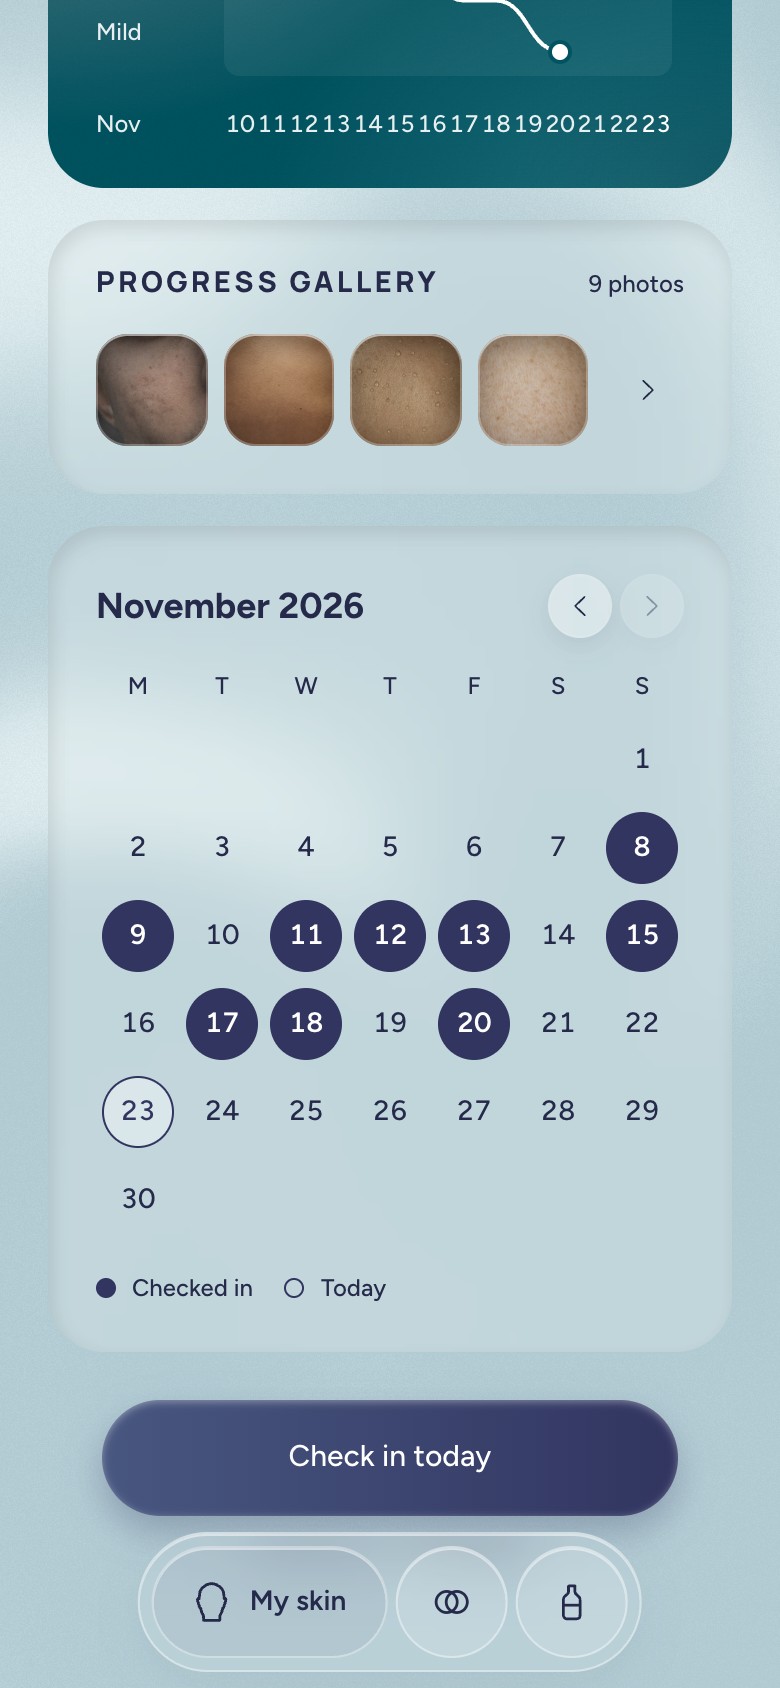 Mild
Nov 10 11 12 13 14 15 16 17 18 19 20 21 22 23
PROGRESS GALLERY 9 photos
November 2026
M T W T F S S
1
2 3 4 5 6 7 8
9 10 11 12 13 14 15
16 17 18 19 20 21 22
23 24 25 26 27 28 29
30
Checked in Today
Check in today
My skin